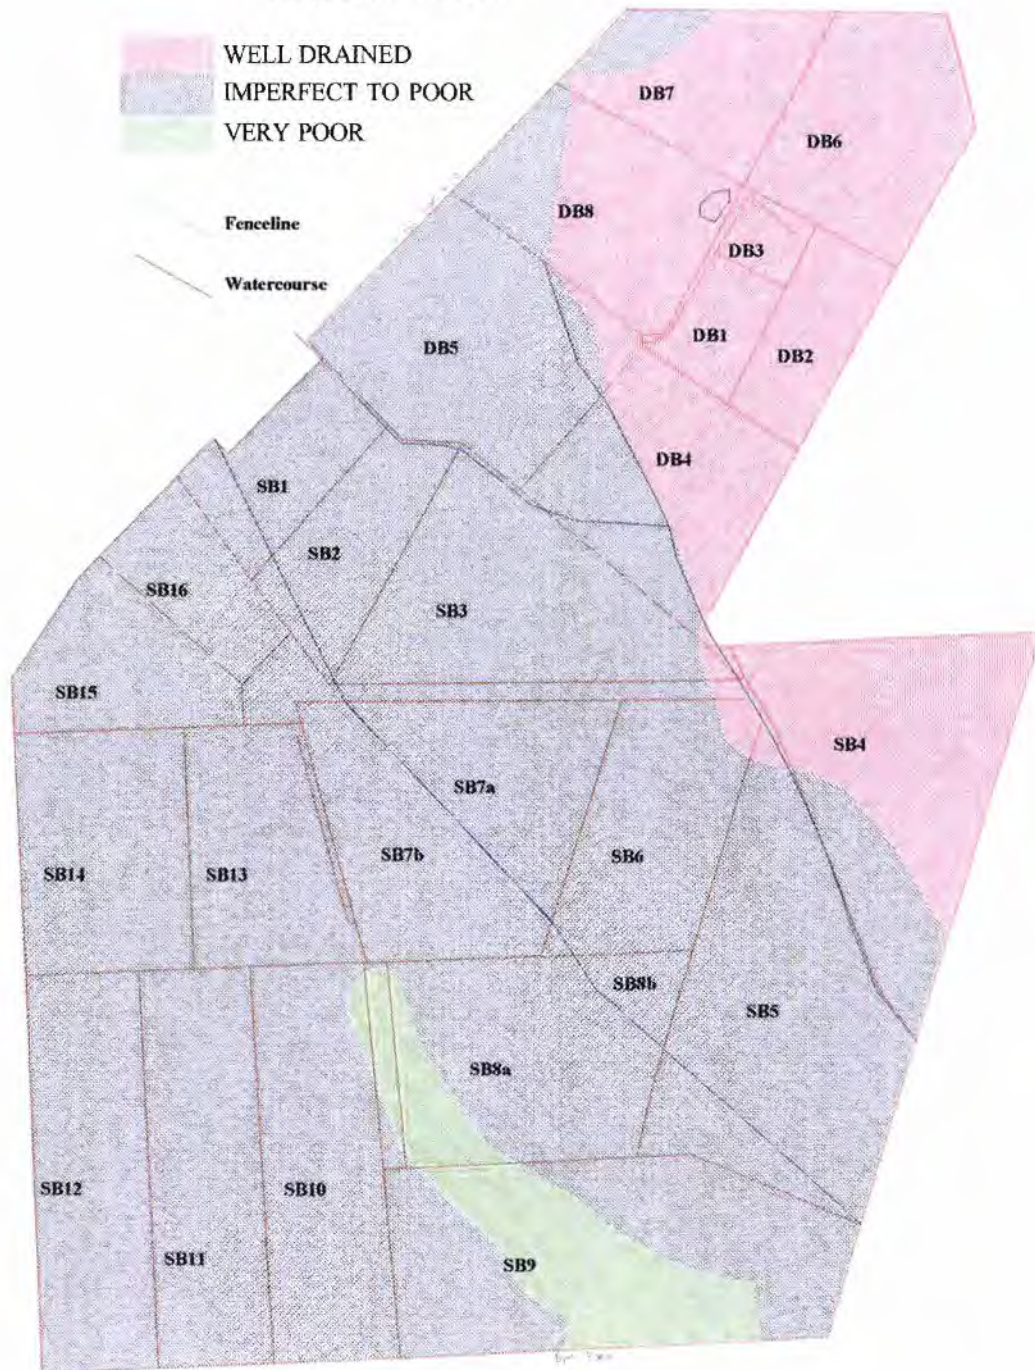 WELL DRAINED
IMPERFECT TO POOR
VERY POOR
Fenceline
Watercourse
DB7
DB6
DB8
DB3
DB1
DB2
DB5
DB4
SB1
SB2
SB16
SB3
SB15
SB4
SB7a
SB7b
SB6
SB14
SB13
SB8b
SB5
SB8a
SB12
SB10
SB11
SB9